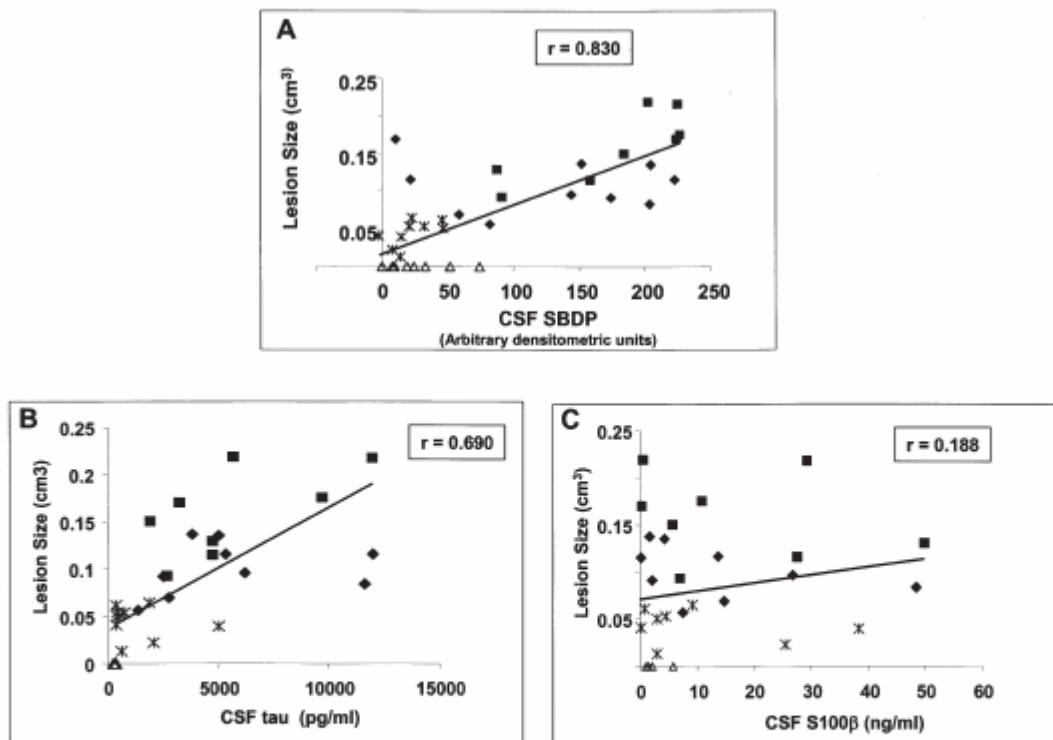 A
r = 0.830
Lesion Size (cm³)
0.25
0.15
0.05
0 50 100 150 200 250
CSF SBDP
(Arbitrary densitometric units)
B
r = 0.690
Lesion Size (cm3)
0.25
0.2
0.15
0.1
0.05
0
0 5000 10000 15000
CSF tau (pg/ml)
C
r = 0.188
Lesion Size (cm³)
0.25
0.15
0.05
0 10 20 30 40 50 60
CSF S100β (ng/ml)